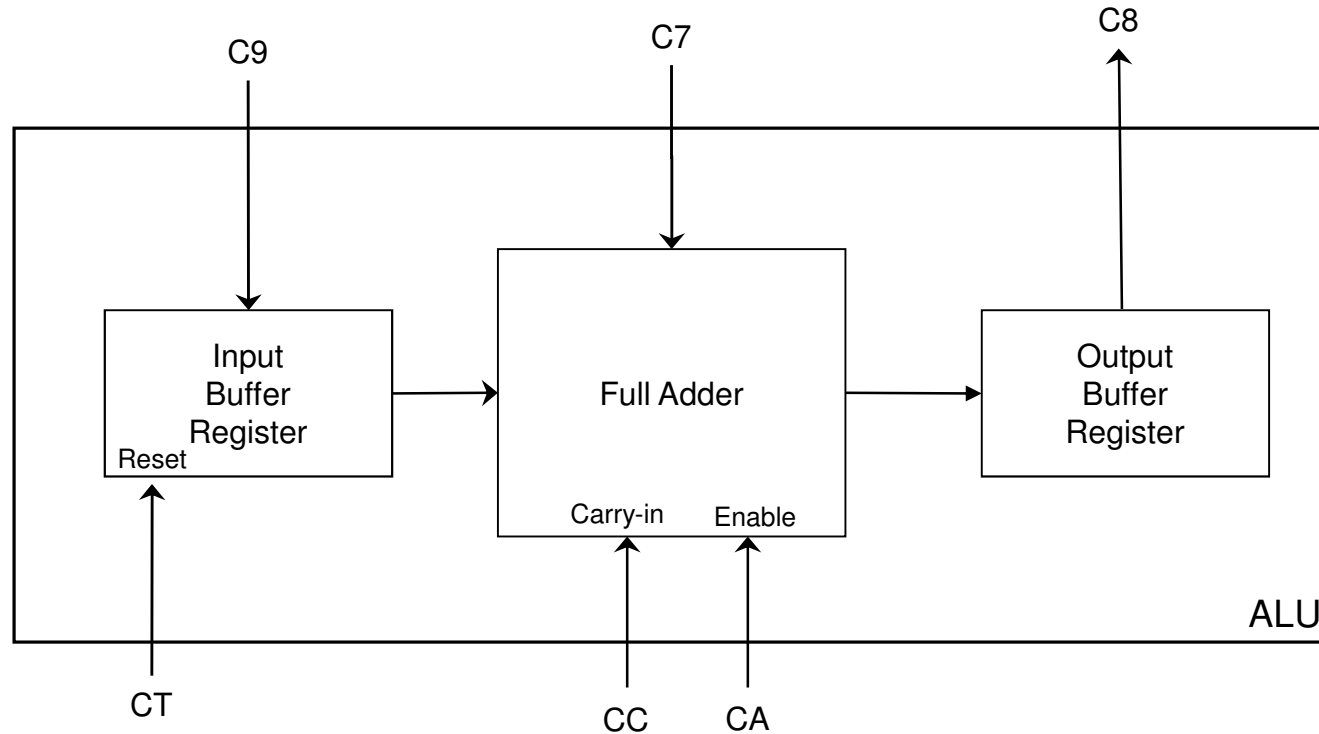 C9
C7
C8
Input
Buffer
Register
Reset
Full Adder
Carry-in
Enable
Output
Buffer
Register
ALU
CT
CC
CA